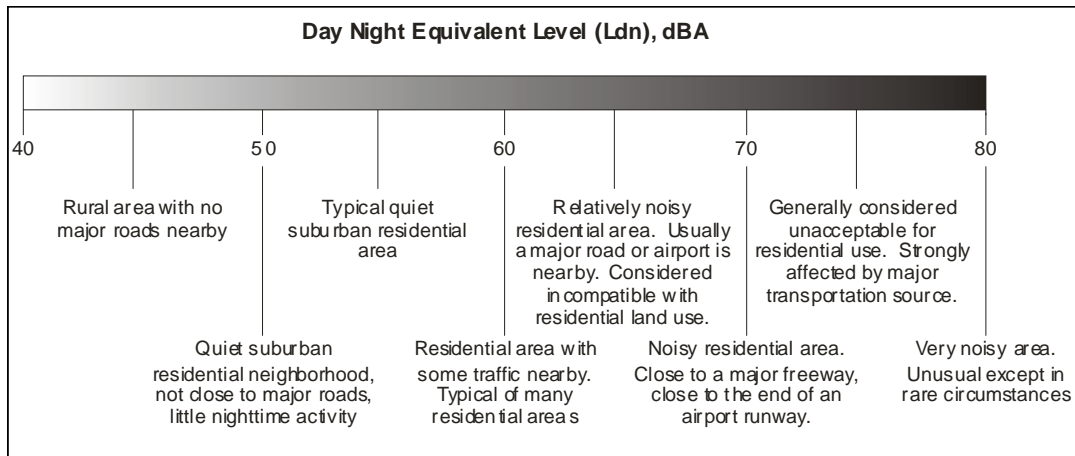 Day Night Equivalent Level (Ldn), dBA
40
50
60
70
80
Rural area with no
major roads nearby
Typical quiet
suburban residential
area
Relatively noisy
residential area. Usually
a major road or airport is
nearby. Considered
incompatible with
residential land use.
Generally considered
unacceptable for
residential use. Strongly
affected by major
transportation source.
Quiet suburban
residential neighborhood,
not close to major roads,
little nighttime activity
Residential area with
some traffic nearby.
Typical of many
residential areas
Noisy residential area.
Close to a major freeway,
close to the end of an
airport runway.
Very noisy area.
Unusual except in
rare circumstances